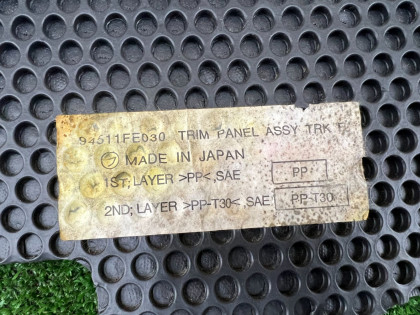 94511FE030 TRIM PANEL ASSY TRK
MADE IN JAPAN
1ST; LAYER >PP<, SAE PP
2ND; LAYER >PP-T30<, SAE PP-T30